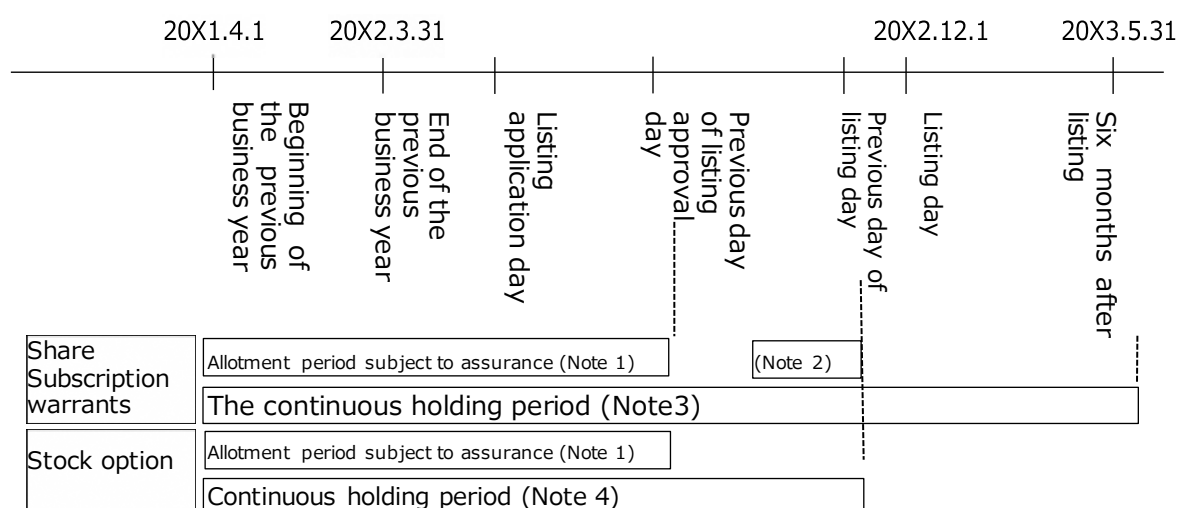 20X1.4.1
20X2.3.31
20X2.12.1
20X3.5.31
Beginning of
the previous
business year
End of the
previous
business year
Listing
application day
Previous day
of listing
approval
day
Previous day of
listing day
Listing day
Six months after
listing
Share
Subscription
warrants
Allotment period subject to assurance (Note 1)
(Note 2)
The continuous holding period (Note3)
Stock option
Allotment period subject to assurance (Note 1)
Continuous holding period (Note 4)